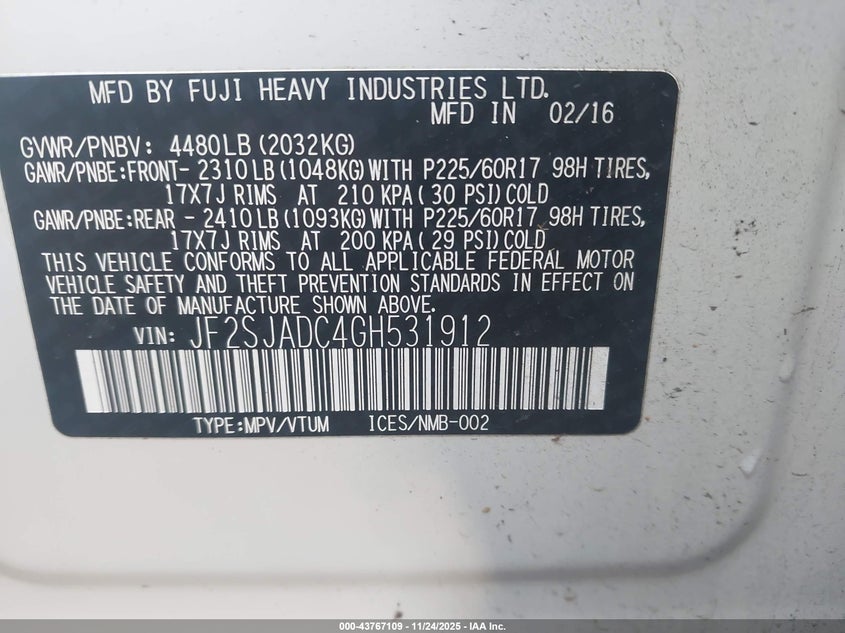 MFD BY FUJI HEAVY INDUSTRIES LTD.
MFD IN 02/16
GVWR/PNBV: 4480LB (2032KG)
GAWR/PNBE:FRONT- 2310LB (1048KG)WITH P225/60R17 98H TIRES,
17X7J RIMS AT 210 KPA( 30 PSI)COLD
GAWR/PNBE:REAR - 2410LB (1093KG)WITH P225/60R17 98H TIRES,
17X7J RIMS AT 200 KPA( 29 PSI)COLD
THIS VEHICLE CONFORMS TO ALL APPLICABLE FEDERAL MOTOR
VEHICLE SAFETY AND THEFT PREVENTION STANDARDS IN EFFECT ON
THE DATE OF MANUFACTURE SHOWN ABOVE.
VIN: JF2SJADC4GH531912
TYPE:MPV/VTUM ICES/NMB-002
000-43767109 - 11/24/2025 - IAA Inc.